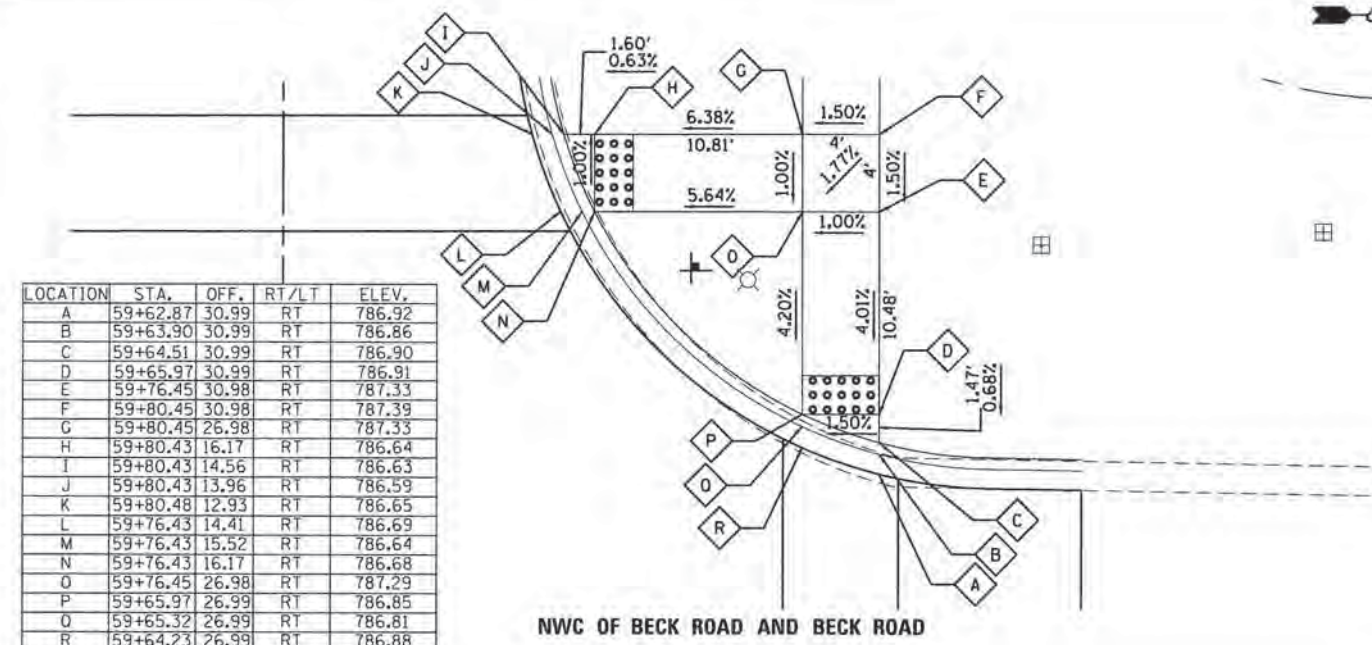 I
J
K
1.60'
0.63%
H
G
F
6.38%
1.50%
10.81'
4'
1.00%
1.00%
1.77%
4'
1.50%
E
5.64%
1.00%
O
L
M
N
4.20%
4.01%
10.48'
D
1.47'
0.68%
1.50%
P
Q
R
C
B
A
LOCATION STA. OFF. RT/LT ELEV.
A 59+62.87 30.99 RT 786.92
B 59+63.90 30.99 RT 786.86
C 59+64.51 30.99 RT 786.90
D 59+65.97 30.99 RT 786.91
E 59+76.45 30.98 RT 787.33
F 59+80.45 30.98 RT 787.39
G 59+80.45 26.98 RT 787.33
H 59+80.43 16.17 RT 786.64
I 59+80.43 14.56 RT 786.63
J 59+80.43 13.96 RT 786.59
K 59+80.48 12.93 RT 786.65
L 59+76.43 14.41 RT 786.69
M 59+76.43 15.52 RT 786.64
N 59+76.43 16.17 RT 786.68
O 59+76.45 26.98 RT 787.29
P 59+65.97 26.99 RT 786.85
Q 59+65.32 26.99 RT 786.81
R 59+64.23 26.99 RT 786.88
NWC OF BECK ROAD AND BECK ROAD